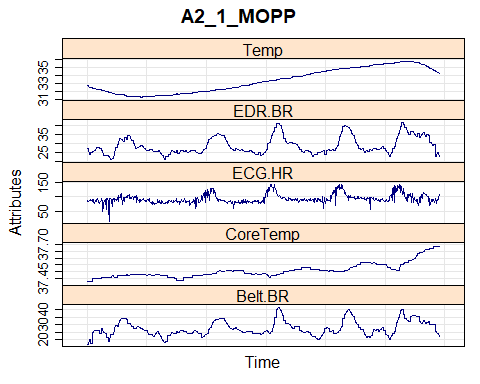 A2_1_MOPP
Temp
31 33 35
EDR.BR
25 35
ECG.HR
50 150
CoreTemp
37.45 37.70
Belt.BR
20 30 40
Attributes
Time